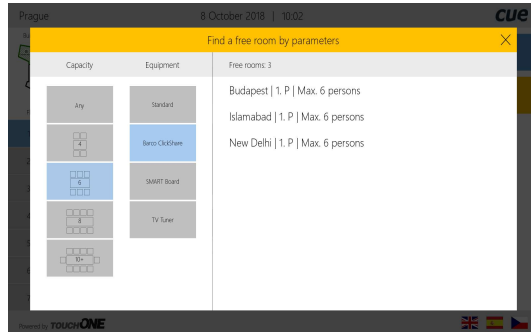 Prague
8 October 2018 | 10:02
cue
Find a free room by parameters
Capacity
Equipment
Free rooms: 3
Any
4
6
8
10+
Standard
Barco ClickShare
SMART Board
TV Tuner
Budapest | 1. P | Max. 6 persons
Islamabad | 1. P | Max. 6 persons
New Delhi | 1. P | Max. 6 persons
Powered by TOUCHONE